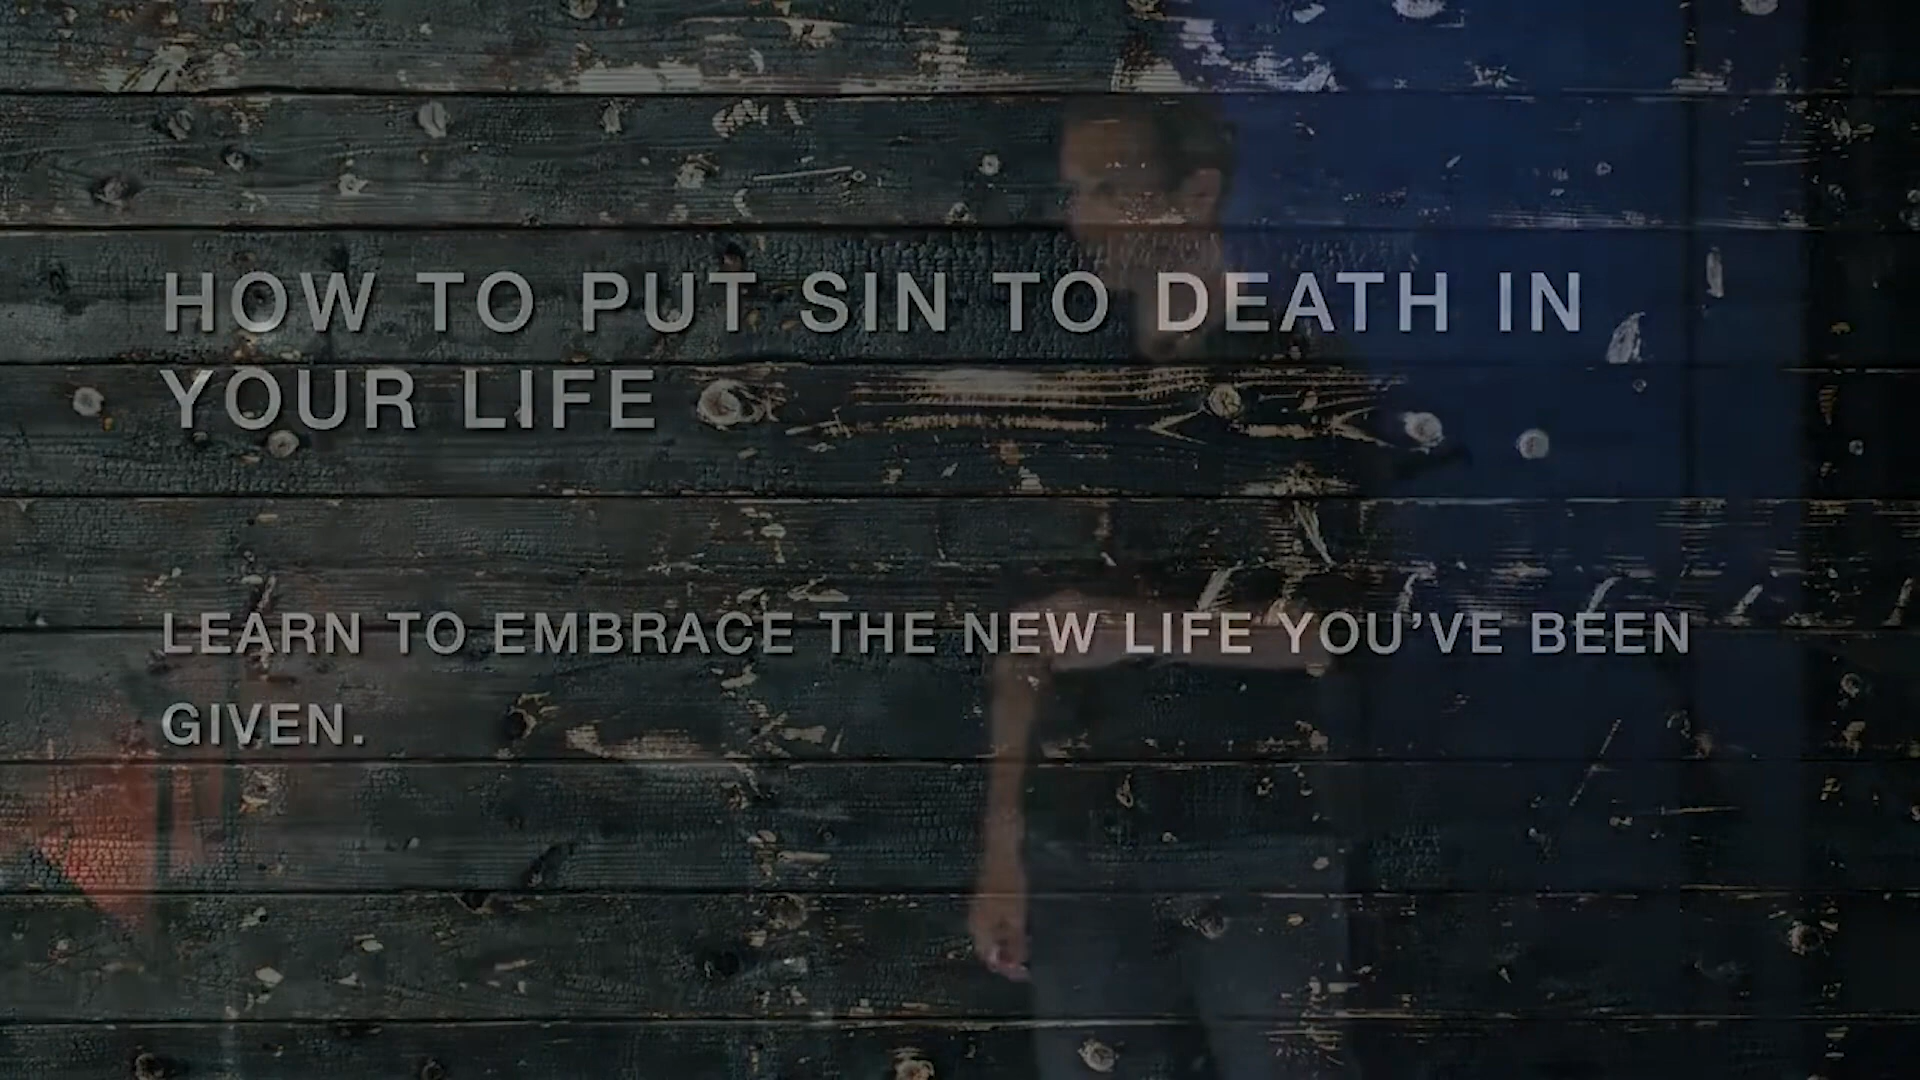 HOW TO PUT SIN TO DEATH IN
YOUR LIFE
LEARN TO EMBRACE THE NEW LIFE YOU'VE BEEN
GIVEN.